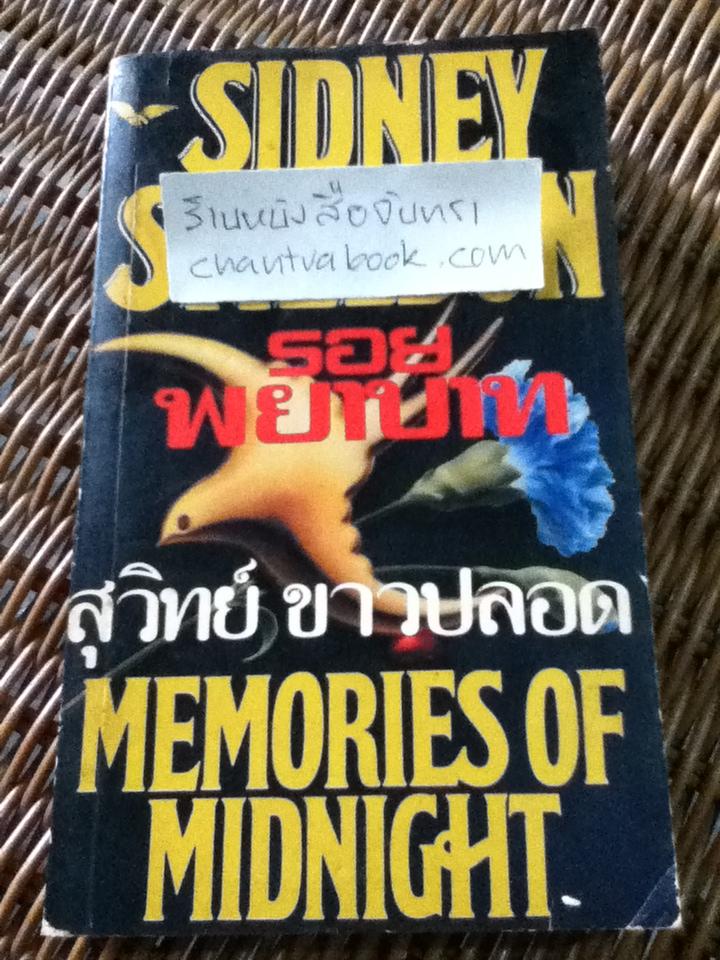 SIDNEY
ร้านหนังสือจันทรา
chantrabook.com
รอย
พยาบาท
สุวิทย์ ขาวปลอด
MEMORIES OF
MIDNIGHT